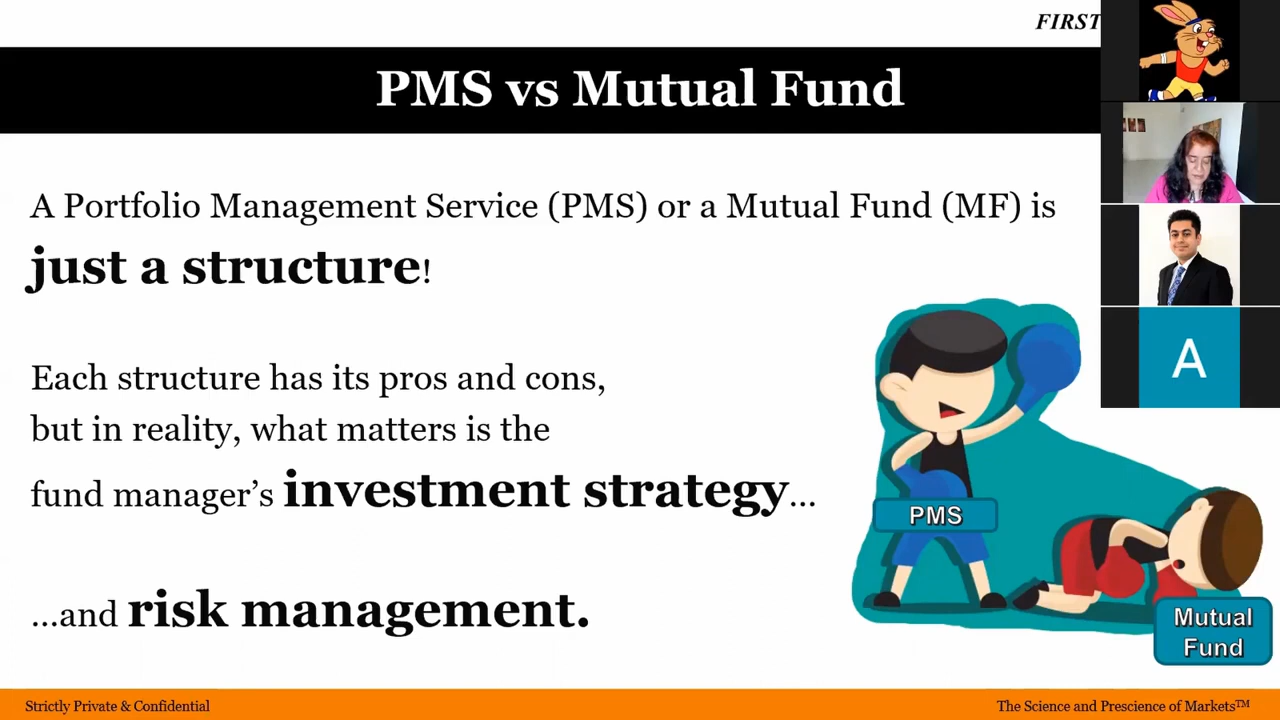 FIRST
PMS vs Mutual Fund
A Portfolio Management Service (PMS) or a Mutual Fund (MF) is
just a structure!
Each structure has its pros and cons,
but in reality, what matters is the
fund manager’s investment strategy...
...and risk management.
PMS
Mutual
Fund
A
Strictly Private & Confidential
The Science and Prescience of Markets™